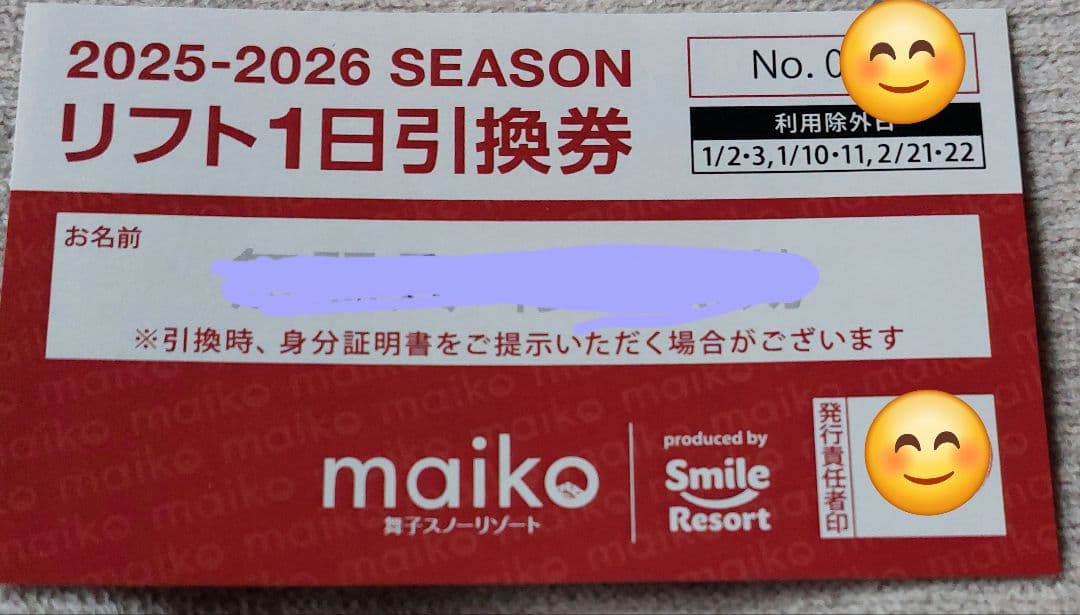 2025-2026 SEASON
リフト1日引換券
No. 0
利用除外日
1/2・3,1/10・11,2/21・22
お名前
※引換時、身分証明書をご提示いただく場合がございます
maiko
舞子スノーリゾート
produced by
Smile
Resort
発行責任者印